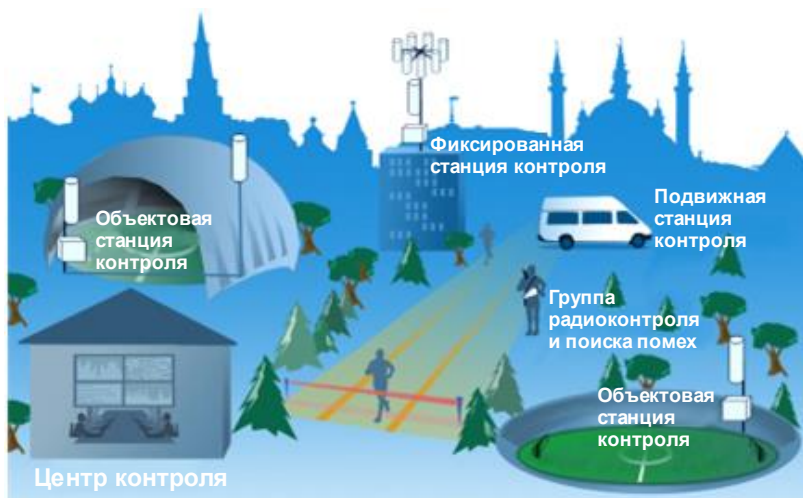 Фиксированная
станция контроля
Подвижная
станция
контроля
Объектовая
станция
контроля
Группа
радиоконтроля
и поиска помех
Объектовая
станция
контроля
Центр контроля